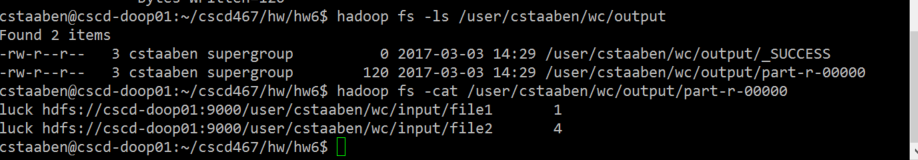 Bytes Written=120
cstaaben@cscd-doop01:~/cscd467/hw/hw6$ hadoop fs -ls /user/cstaaben/wc/output
Found 2 items
-rw-r--r--   3 cstaaben supergroup          0 2017-03-03 14:29 /user/cstaaben/wc/output/_SUCCESS
-rw-r--r--   3 cstaaben supergroup        120 2017-03-03 14:29 /user/cstaaben/wc/output/part-r-00000
cstaaben@cscd-doop01:~/cscd467/hw/hw6$ hadoop fs -cat /user/cstaaben/wc/output/part-r-00000
luck hdfs://cscd-doop01:9000/user/cstaaben/wc/input/file1       1
luck hdfs://cscd-doop01:9000/user/cstaaben/wc/input/file2       4
cstaaben@cscd-doop01:~/cscd467/hw/hw6$